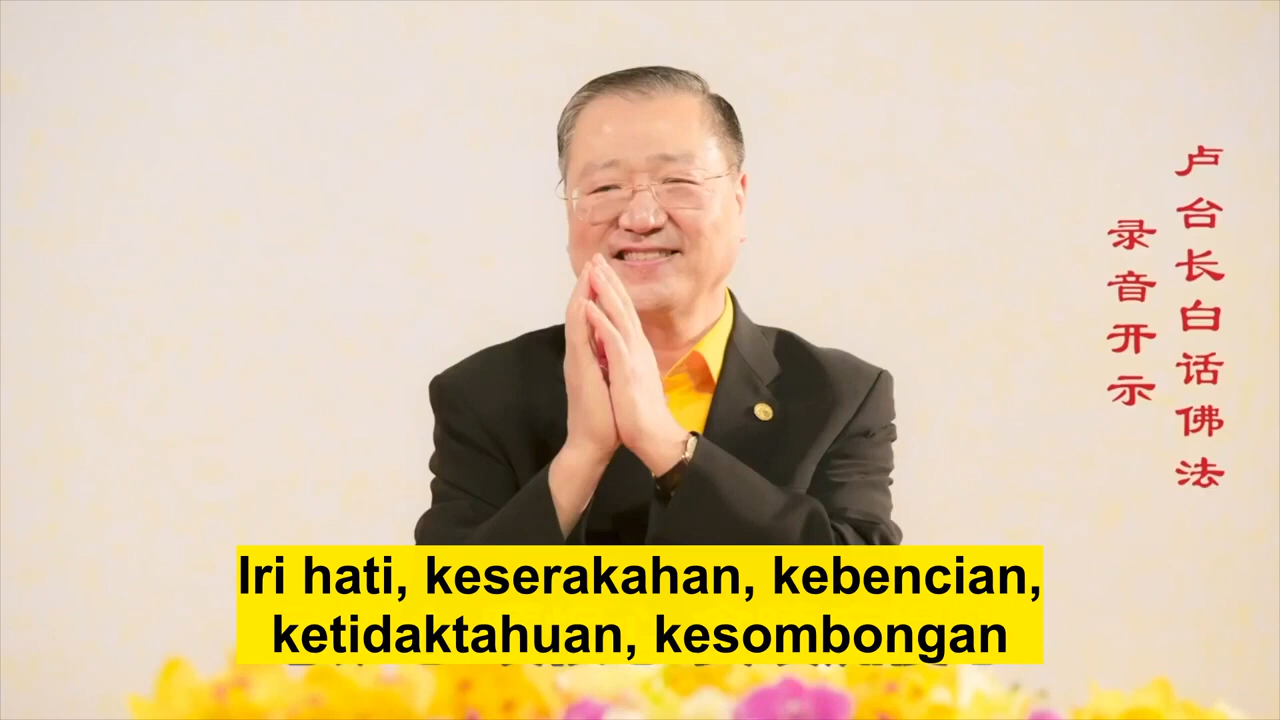 卢台长白话佛法
录音开示
Iri hati, keserakahan, kebencian,
ketidaktahuan, kesombongan